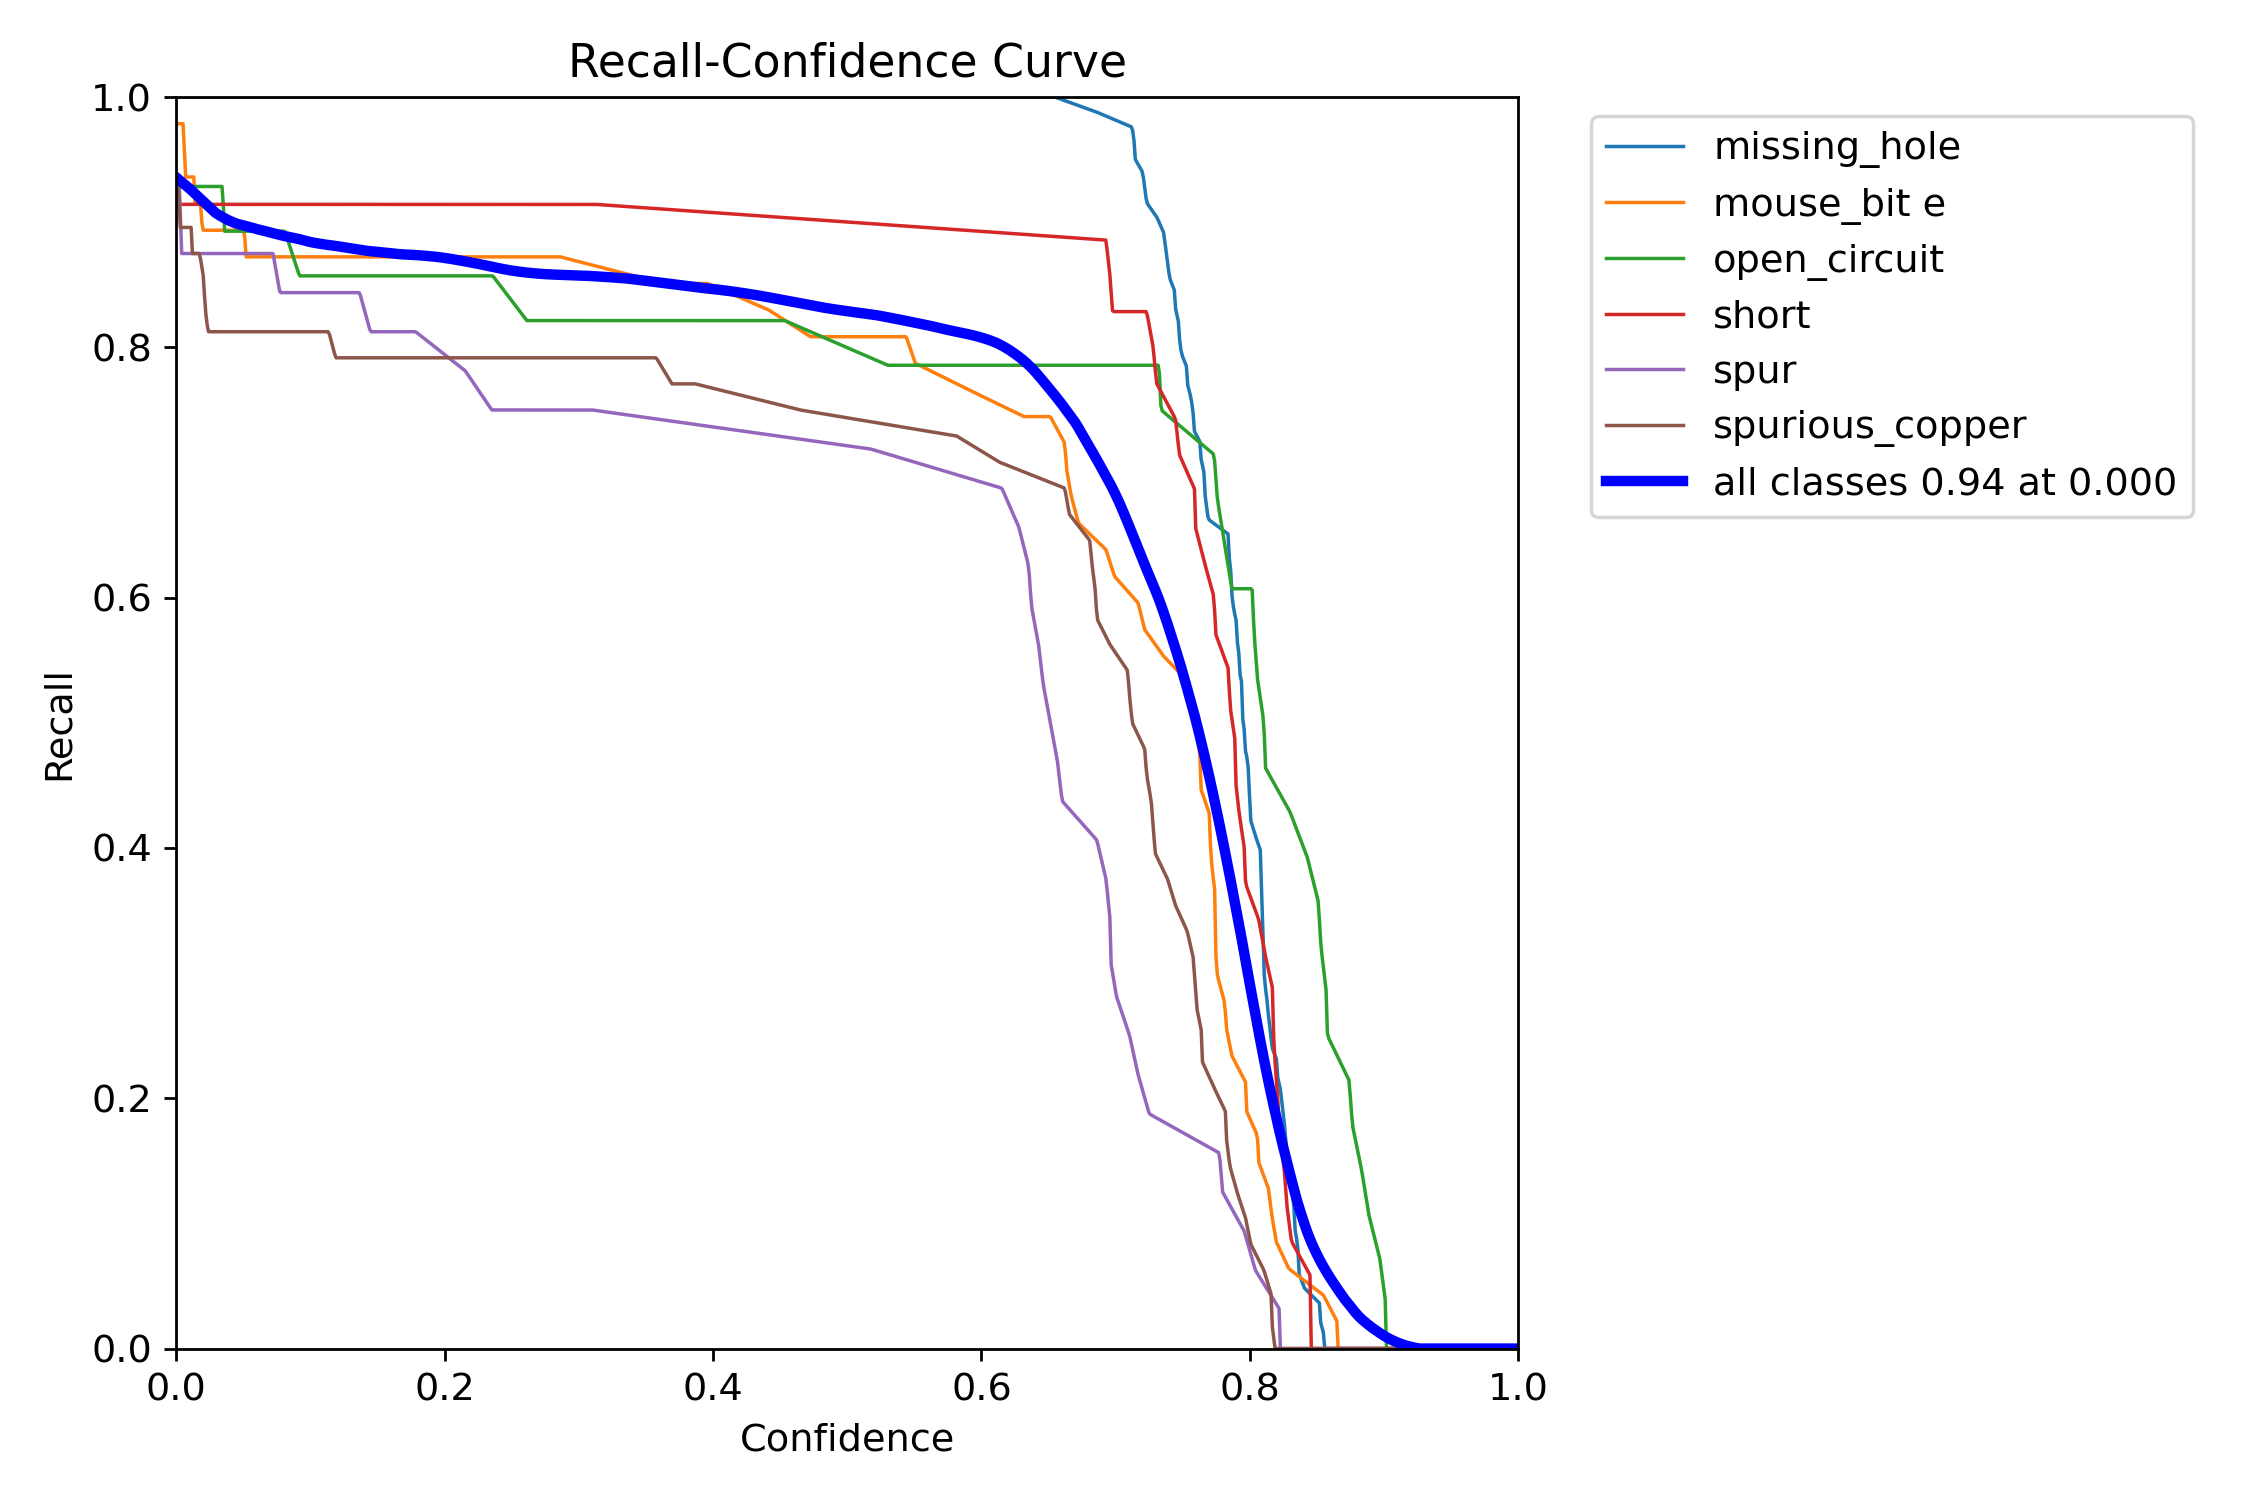 Recall-Confidence Curve
1.0
0.8
0.6
0.4
0.2
0.0
Recall
0.0 0.2 0.4 0.6 0.8 1.0
Confidence
missing_hole
mouse_bit e
open_circuit
short
spur
spurious_copper
all classes 0.94 at 0.000